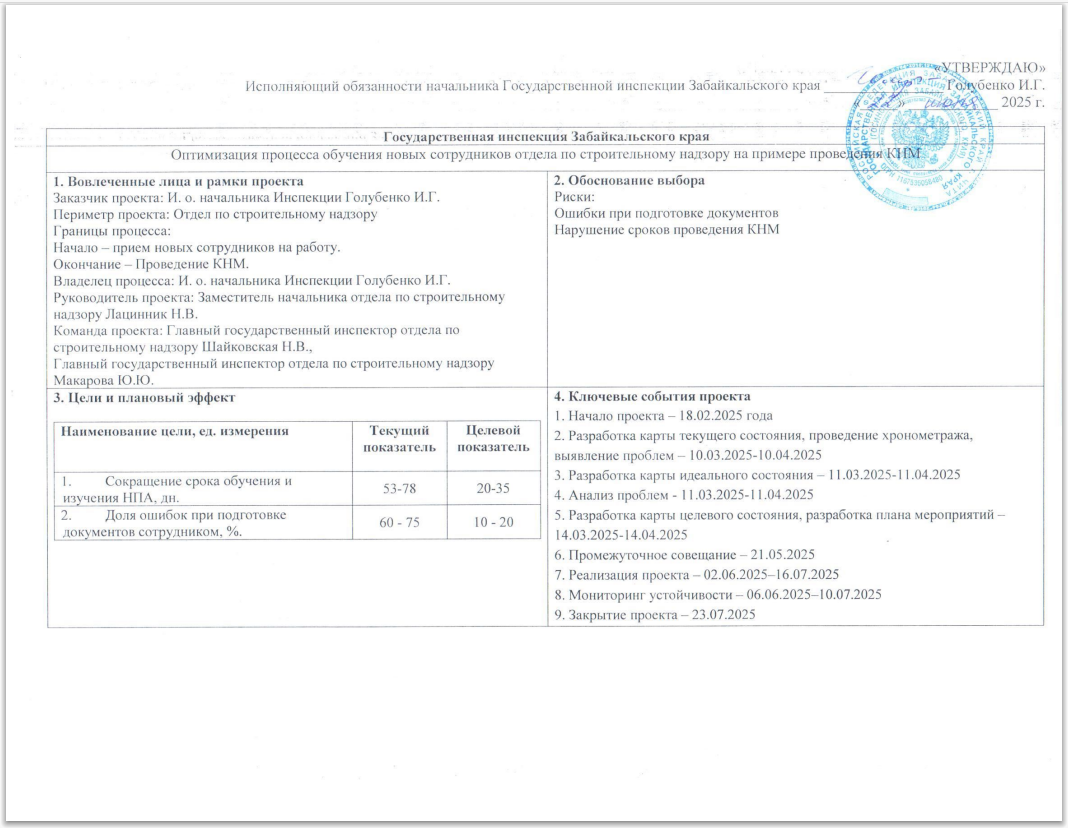 «УТВЕРЖДАЮ»
Исполняющий обязанности начальника Государственной инспекции Забайкальского края Голубенко И.Г.
» июня 2025 г.
Государственная инспекция Забайкальского края
Оптимизация процесса обучения новых сотрудников отдела по строительному надзору на примере проведения КНМ
1. Вовлеченные лица и рамки проекта
Заказчик проекта: И. о. начальника Инспекции Голубенко И.Г.
Периметр проекта: Отдел по строительному надзору
Границы процесса:
Начало – прием новых сотрудников на работу.
Окончание – Проведение КНМ.
Владелец процесса: И. о. начальника Инспекции Голубенко И.Г.
Руководитель проекта: Заместитель начальника отдела по строительному
надзору Лацинник Н.В.
Команда проекта: Главный государственный инспектор отдела по
строительному надзору Шайковская Н.В.,
Главный государственный инспектор отдела по строительному надзору
Макарова Ю.Ю.
2. Обоснование выбора
Риски:
Ошибки при подготовке документов
Нарушение сроков проведения КНМ
3. Цели и плановый эффект
Наименование цели, ед. измерения
Текущий
показатель
Целевой
показатель
1. Сокращение срока обучения и
изучения НПА, дн.
53-78
20-35
2. Доля ошибок при подготовке
документов сотрудником, %.
60 - 75
10 - 20
4. Ключевые события проекта
1. Начало проекта – 18.02.2025 года
2. Разработка карты текущего состояния, проведение хронометража,
выявление проблем – 10.03.2025-10.04.2025
3. Разработка карты идеального состояния – 11.03.2025-11.04.2025
4. Анализ проблем - 11.03.2025-11.04.2025
5. Разработка карты целевого состояния, разработка плана мероприятий –
14.03.2025-14.04.2025
6. Промежуточное совещание – 21.05.2025
7. Реализация проекта – 02.06.2025–16.07.2025
8. Мониторинг устойчивости – 06.06.2025–10.07.2025
9. Закрытие проекта – 23.07.2025